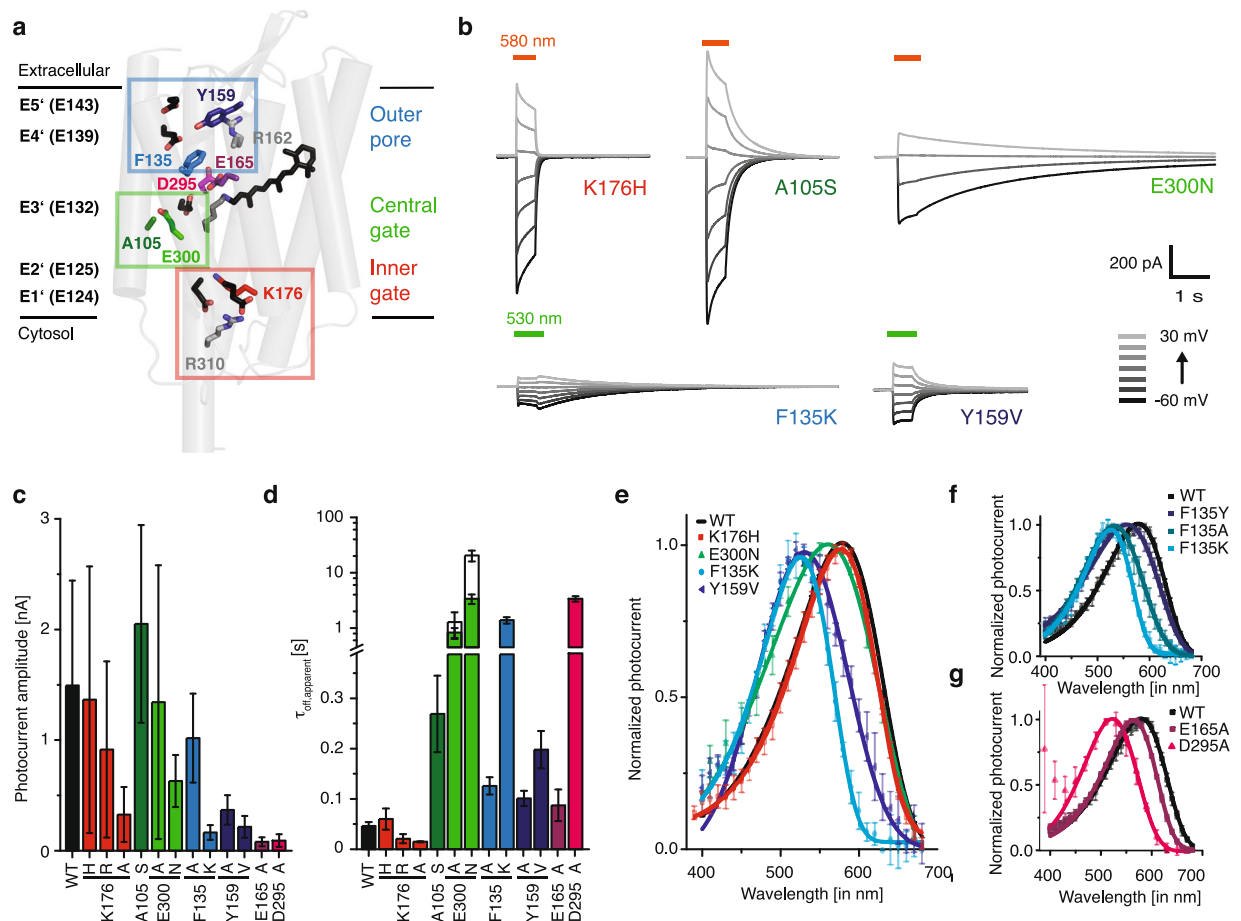 a
Extracellular
E5‘ (E143)
E4‘ (E139)
E3‘ (E132)
E2‘ (E125)
E1‘ (E124)
Cytosol
Y159
R162
F135
E165
D295
A105
E300
K176
R310
Outer
pore
Central
gate
Inner
gate
b
580 nm
K176H
A105S
E300N
530 nm
F135K
Y159V
200 pA
1 s
30 mV
-60 mV
c
Photocurrent amplitude [nA]
3
2
1
0
WT
H
R
A
S
A
N
A
K
A
V
A
A
K176
A105
E300
F135
Y159
E165
D295
d
τoff,apparent [s]
100
10
1
0.3
0.2
0.1
0.0
WT
H
R
A
S
A
N
A
K
A
V
A
A
K176
A105
E300
F135
Y159
E165
D295
e
Normalized photocurrent
1.0
0.5
0.0
WT
K176H
E300N
F135K
Y159V
400 500 600 700
Wavelength [in nm]
f
Normalized photocurrent
1.0
0.5
0.0
WT
F135Y
F135A
F135K
400 500 600 700
Wavelength [in nm]
g
Normalized photocurrent
1.0
0.5
0.0
WT
E165A
D295A
400 500 600 700
Wavelength [in nm]